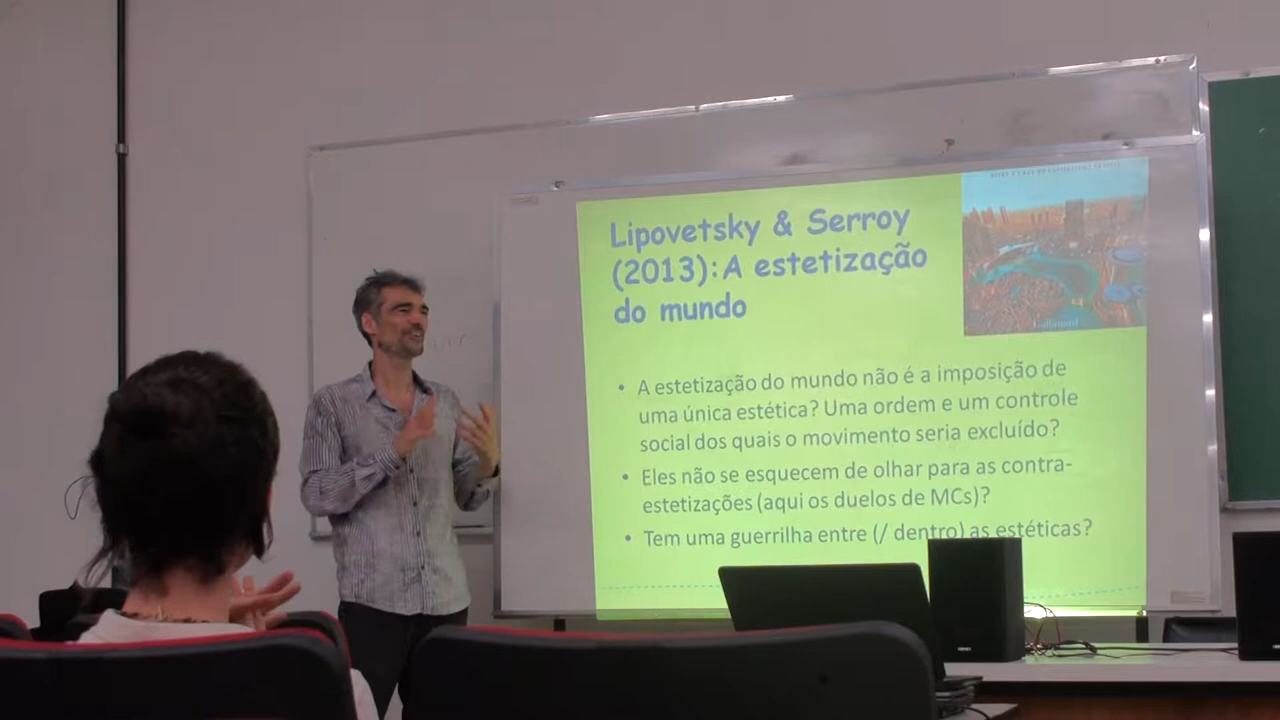 Lipovetsky & Serroy
(2013):A estetização
do mundo
Gallimard
• A estetização do mundo não é a imposição de
uma única estética? Uma ordem e um controle
social dos quais o movimento seria excluído?
• Eles não se esquecem de olhar para as contra-
estetizações (aqui os duelos de MCs)?
• Tem uma guerrilha entre (/ dentro) as estéticas?